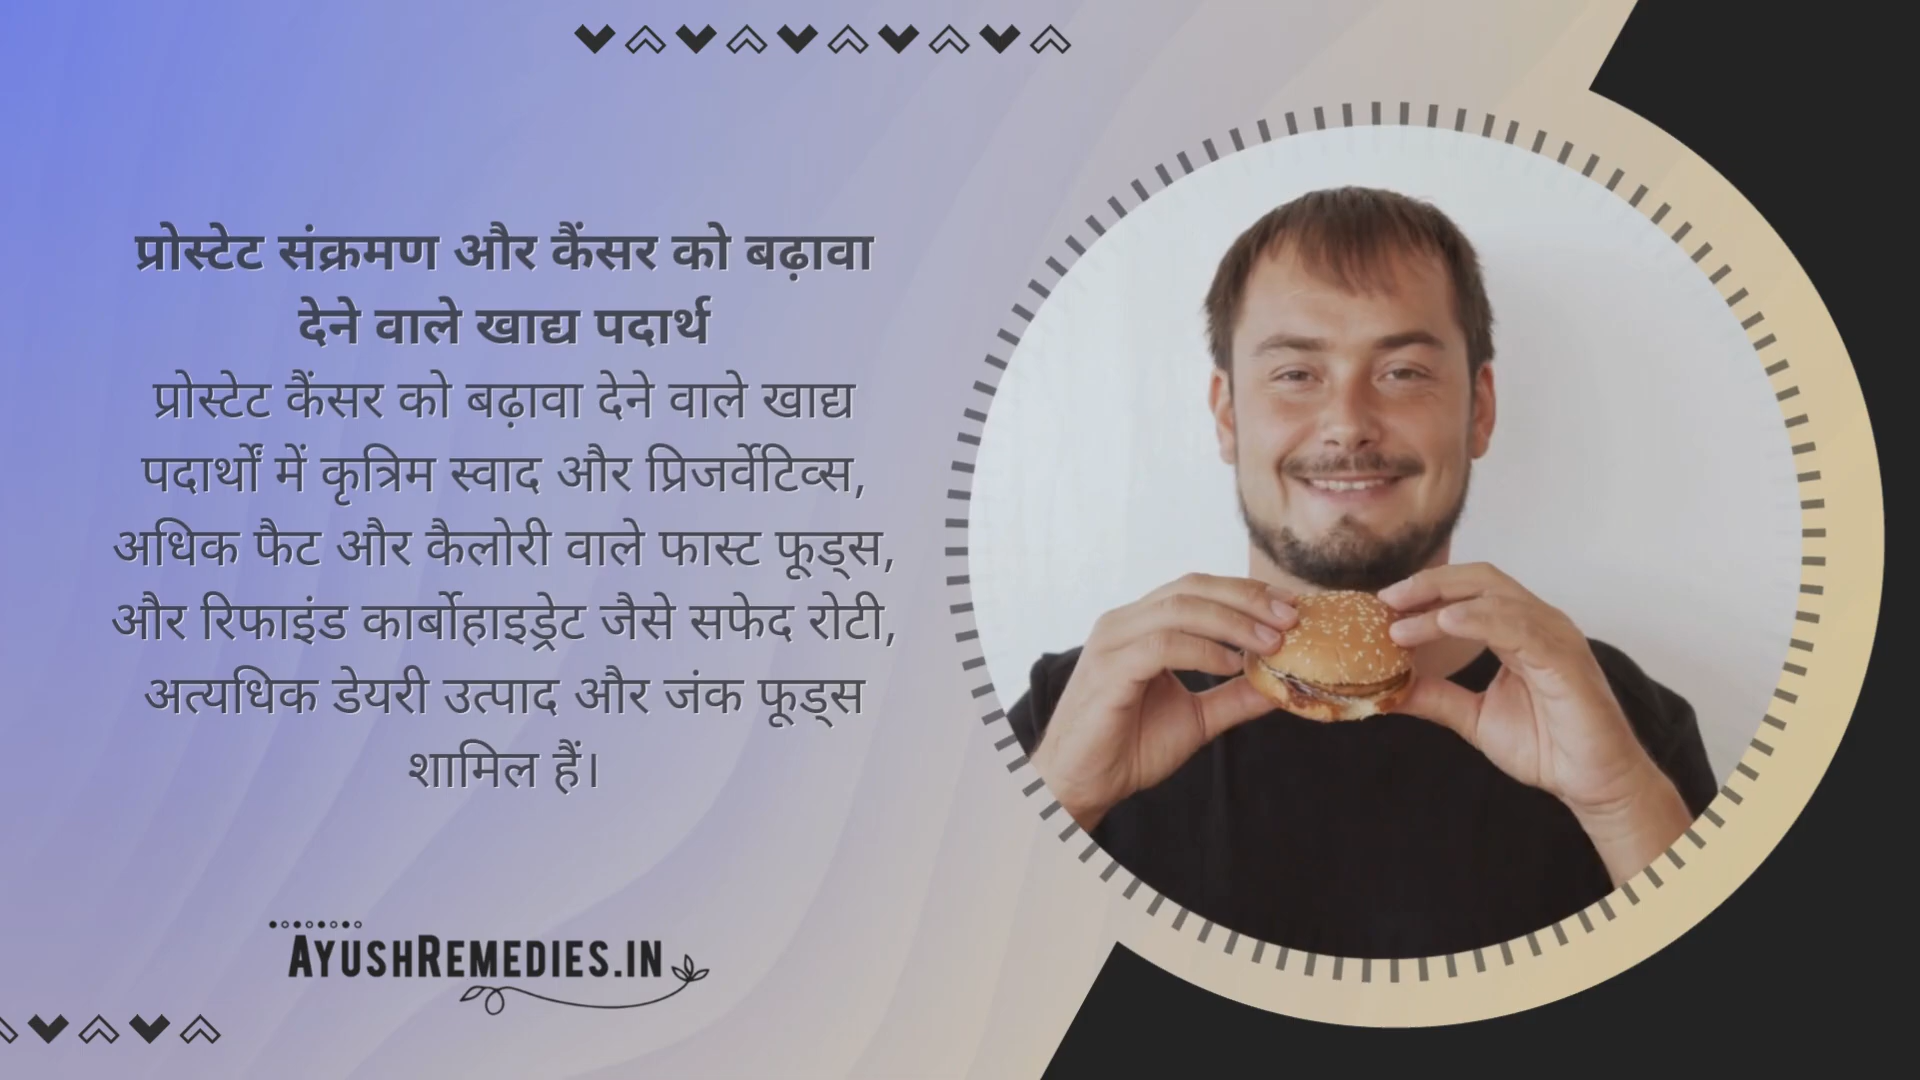 प्रोस्टेट संक्रमण और कैंसर को बढ़ावा
देने वाले खाद्य पदार्थ
प्रोस्टेट कैंसर को बढ़ावा देने वाले खाद्य
पदार्थों में कृत्रिम स्वाद और प्रिजर्वेटिव्स,
अधिक फैट और कैलोरी वाले फास्ट फूड्स,
और रिफाइंड कार्बोहाइड्रेट जैसे सफेद रोटी,
अत्यधिक डेयरी उत्पाद और जंक फूड्स
शामिल हैं।
AYUSHREMEDIES.IN